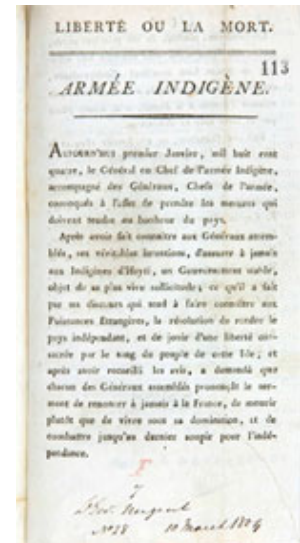 LIBERTÉ OU LA MORT.
113
ARMÉE INDIGÈNE.
AUJOURD'HUI premier Janvier, mil huit cent
quatre, le Général en Chef de l'armée Indigène,
accompagné des Généraux, Chefs de l'armée,
convoqués à l'effet de prendre les mesures qui
doivent tendre au bonheur du pays.
Après avoir fait connaître aux Généraux assem-
blés, ses véritables intentions, d'assurer à jamais
aux Indigènes d'Hayti, un Gouvernement stable,
objet de sa plus vive sollicitude; ce qu'il a fait
par un discours qui tend à faire connaître aux
Puissances Etrangères, la résolution de rendre le
pays indépendant, et de jouir d'une liberté con-
sacrée par le sang du peuple de cette Isle; et
après avoir recueilli les avis, a demandé que
chacun des Généraux assemblés prononçât le ser-
ment de renoncer à jamais à la France, de mourir
plutôt que de vivre sous sa domination, et de
combattre jusqu'au dernier soupir pour l'indé-
pendance.
Nugent
No 38 10 March 1804